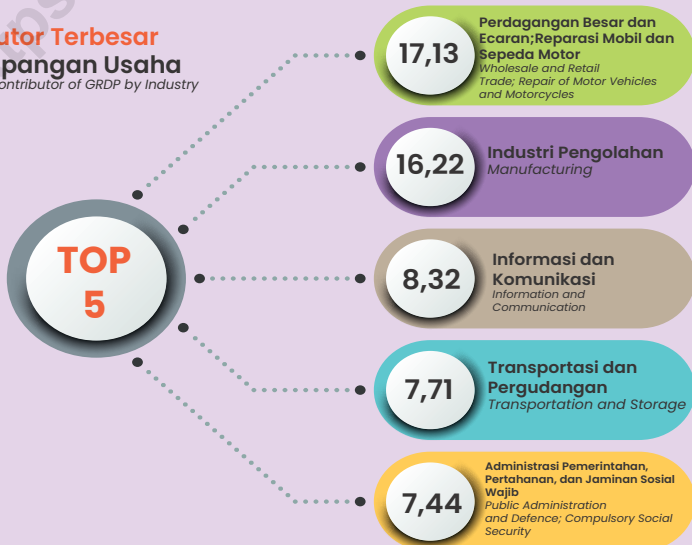 Terbesar
Usaha
of GRDP by Industry
TOP
5
17,13
Perdagangan Besar dan
Ecaran;Reparasi Mobil dan
Sepeda Motor
Wholesale and Retail
Trade; Repair of Motor Vehicles
and Motorcycles
16,22
Industri Pengolahan
Manufacturing
8,32
Informasi dan
Komunikasi
Information and
Communication
7,71
Transportasi dan
Pergudangan
Transportation and Storage
7,44
Administrasi Pemerintahan,
Pertahanan, dan Jaminan Sosial
Wajib
Public Administration
and Defence; Compulsory Social
Security